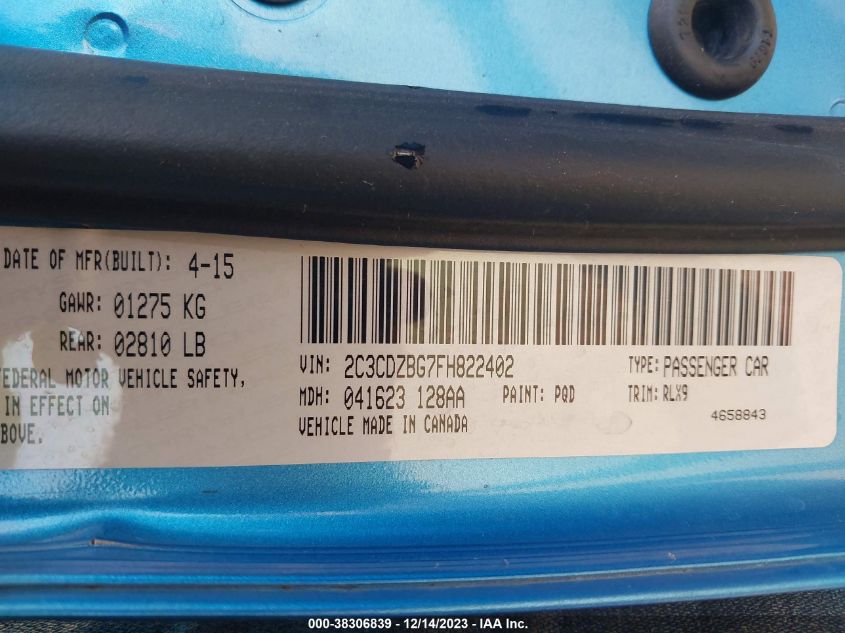 DATE OF MFR(BUILT): 4-15
GAWR: 01275 KG
REAR: 02810 LB
FEDERAL MOTOR VEHICLE SAFETY,
IN EFFECT ON
BOVE.
VIN: 2C3CDZBG7FH822402
TYPE: PASSENGER CAR
MDH: 041623 128AA
PAINT: PQD
TRIM: RLX9
VEHICLE MADE IN CANADA
4658843
000-38306839 - 12/14/2023 - IAA Inc.